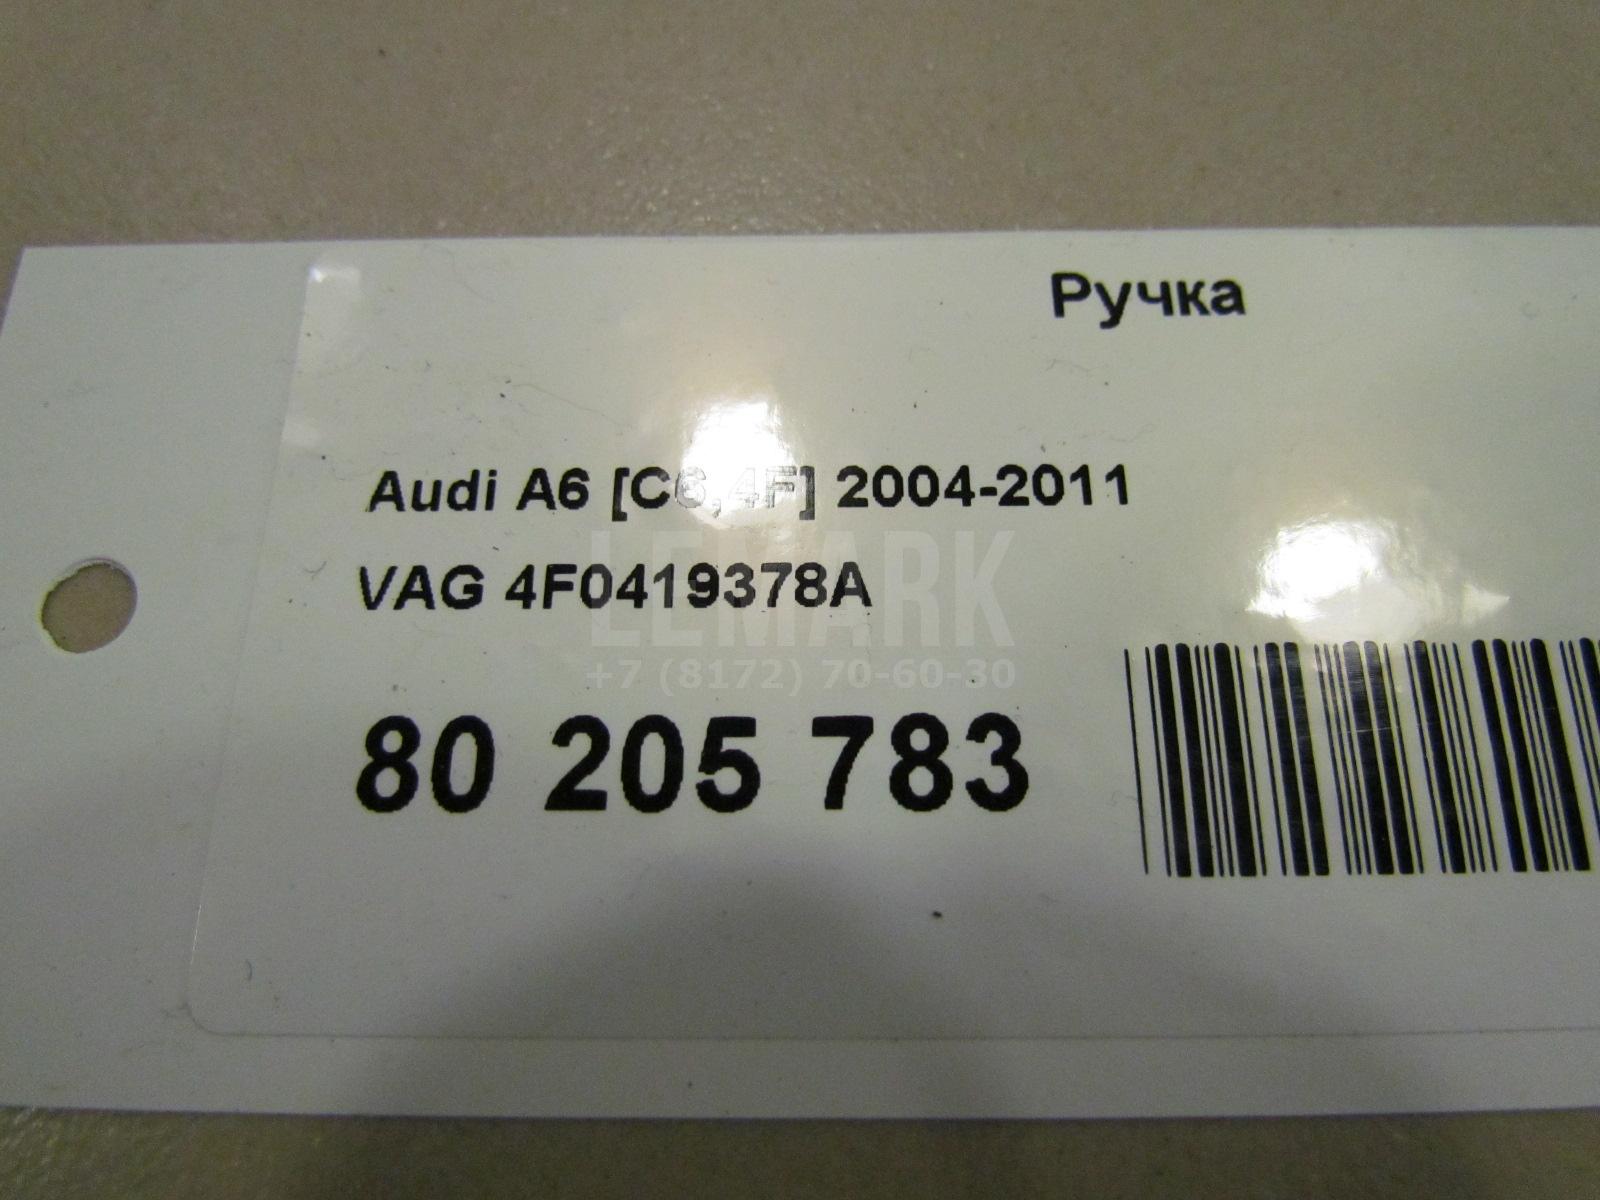 Ручка
Audi A6 [C6,4F] 2004-2011
VAG 4F0419378A
LEMARK
+7 (8172) 70-60-30
80 205 783